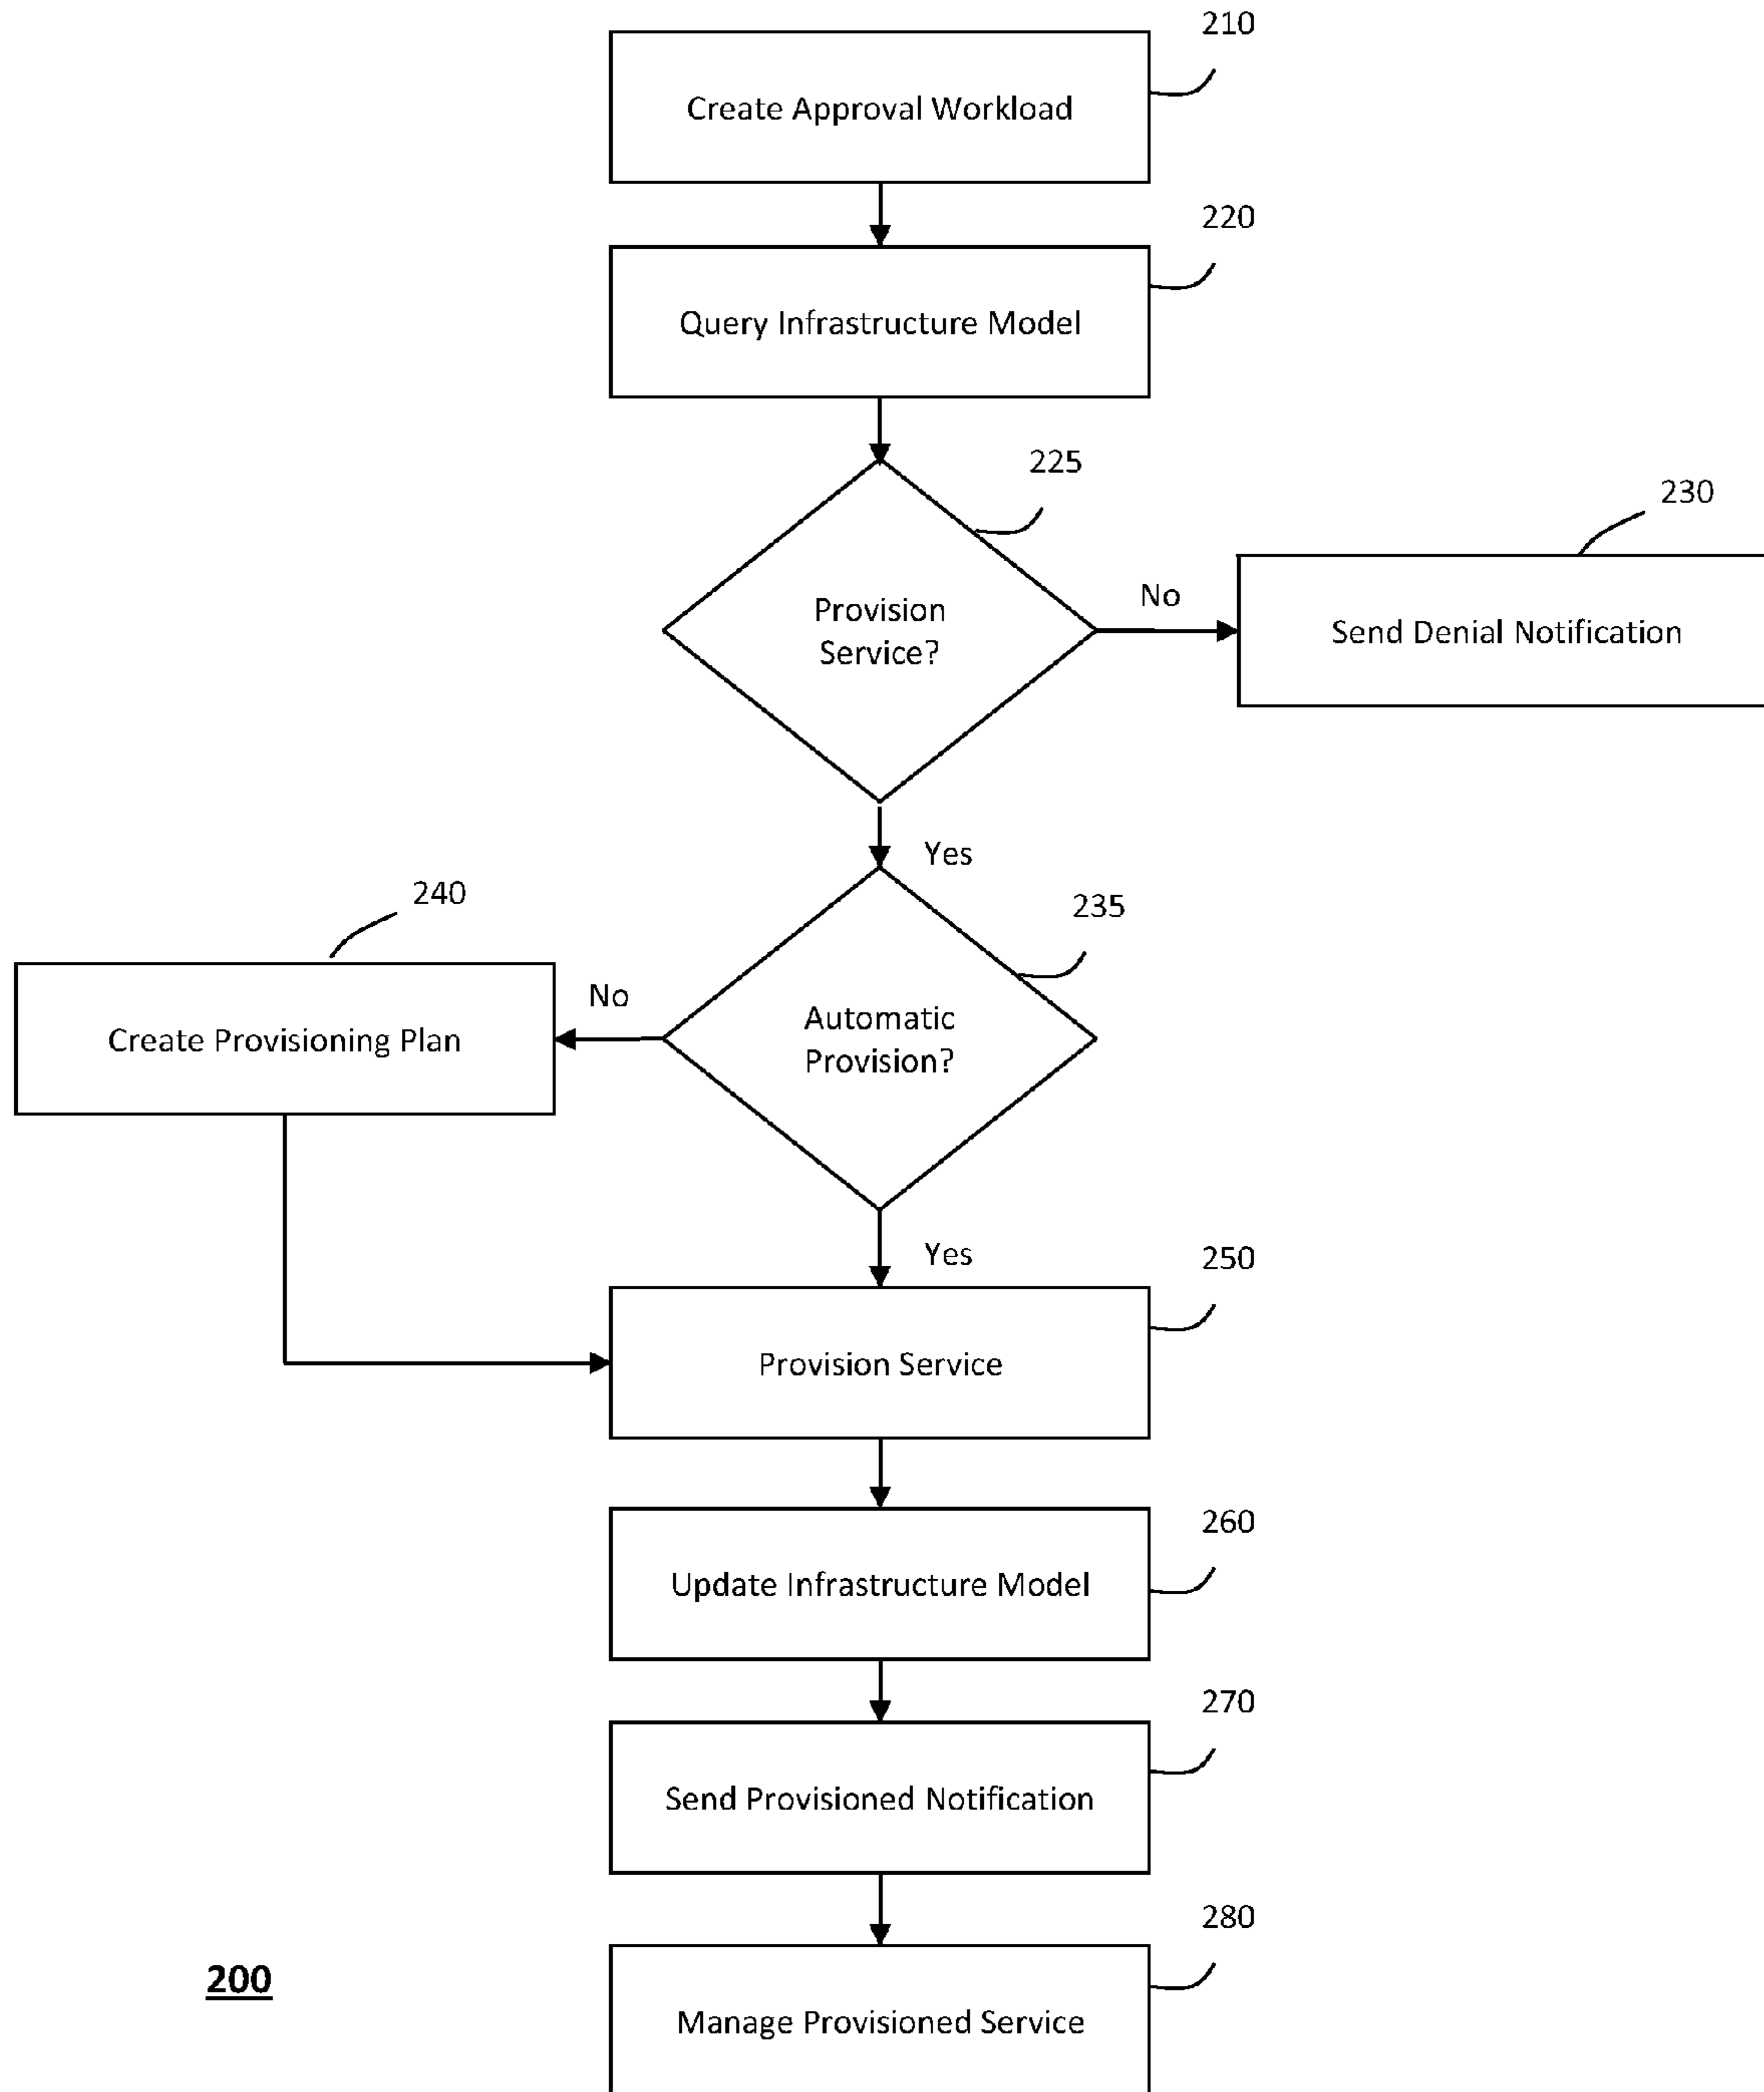 210
Create Approval Workload
220
Query Infrastructure Model
225
230
Provision
Service?
No
Send Denial Notification
Yes
240
235
No
Create Provisioning Plan
Automatic
Provision?
Yes
250
Provision Service
260
Update Infrastructure Model
270
Send Provisioned Notification
280
200
Manage Provisioned Service